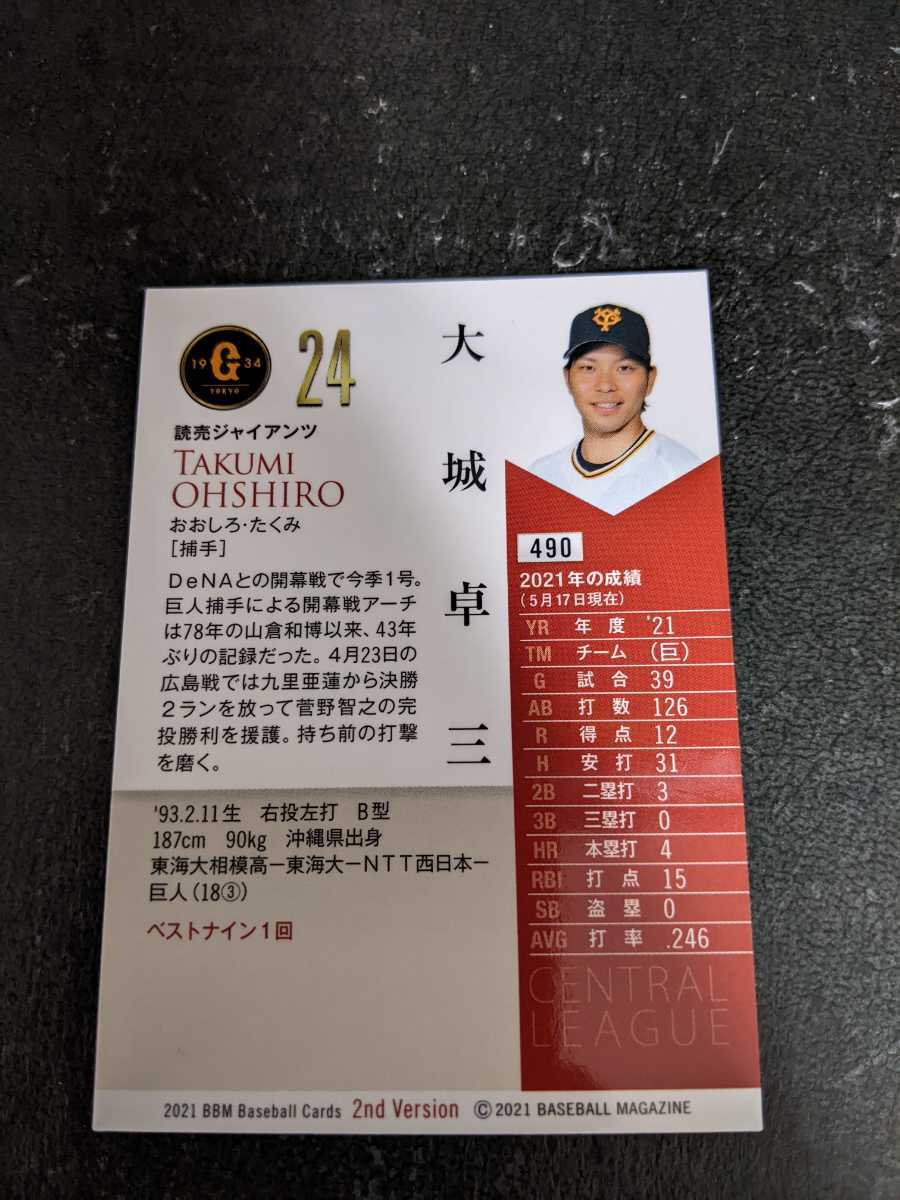 19 G 34
TOKYO
24
読売ジャイアンツ
TAKUMI
OHSHIRO
おおしろ・たくみ
[捕手]
大城卓三
DeNAとの開幕戦で今季1号。
巨人捕手による開幕戦アーチ
は78年の山倉和博以来、43年
ぶりの記録だった。4月23日の
広島戦では九里亜蓮から決勝
2ランを放って菅野智之の完
投勝利を援護。持ち前の打撃
を磨く。
'93.2.11生 右投左打 B型
187cm 90kg 沖縄県出身
東海大相模高ー東海大ーNTT西日本ー
巨人(18③)
ベストナイン1回
490
2021年の成績
(5月17日現在)
YR 年度 '21
TM チーム (巨)
G 試合 39
AB 打数 126
R 得点 12
H 安打 31
2B 二塁打 3
3B 三塁打 0
HR 本塁打 4
RBI 打点 15
SB 盗塁 0
AVG 打率 .246
CENTRAL
LEAGUE
2021 BBM Baseball Cards 2nd Version ©2021 BASEBALL MAGAZINE